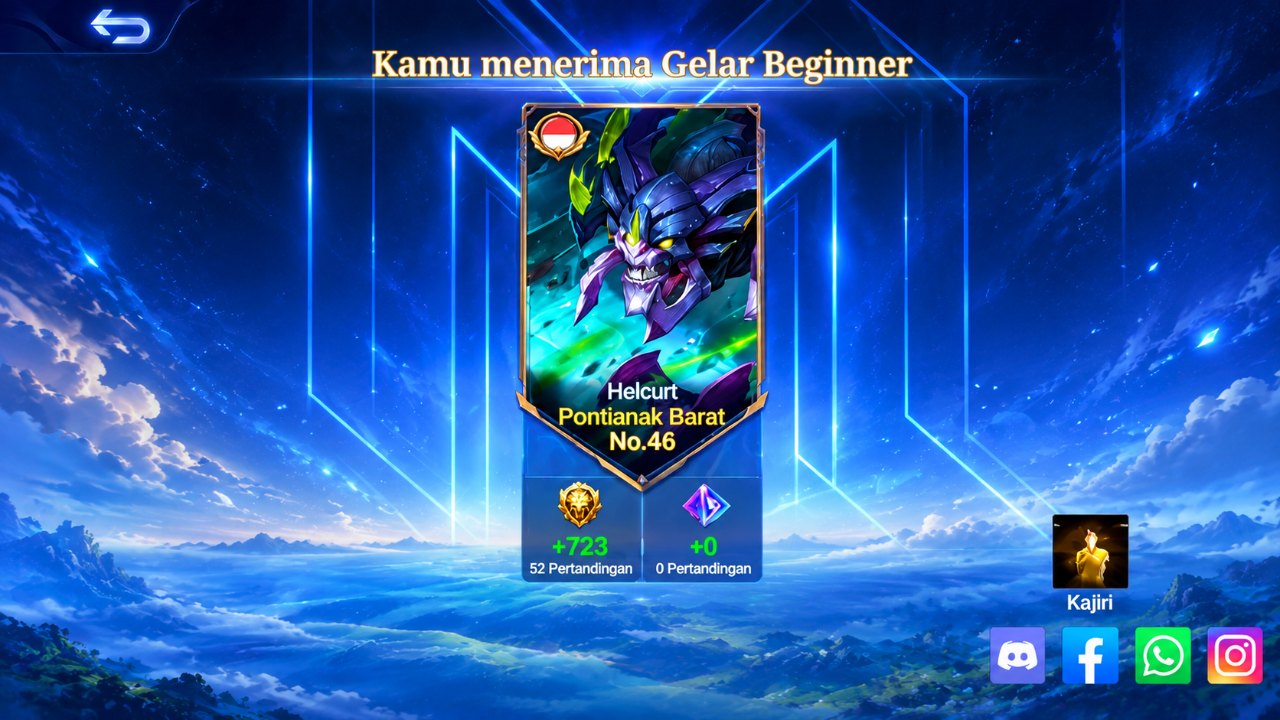 Kamu menerima Gelar Beginner
Helcurt
Pontianak Barat
No.46
+723
52 Pertandingan
+0
0 Pertandingan
Kajiri